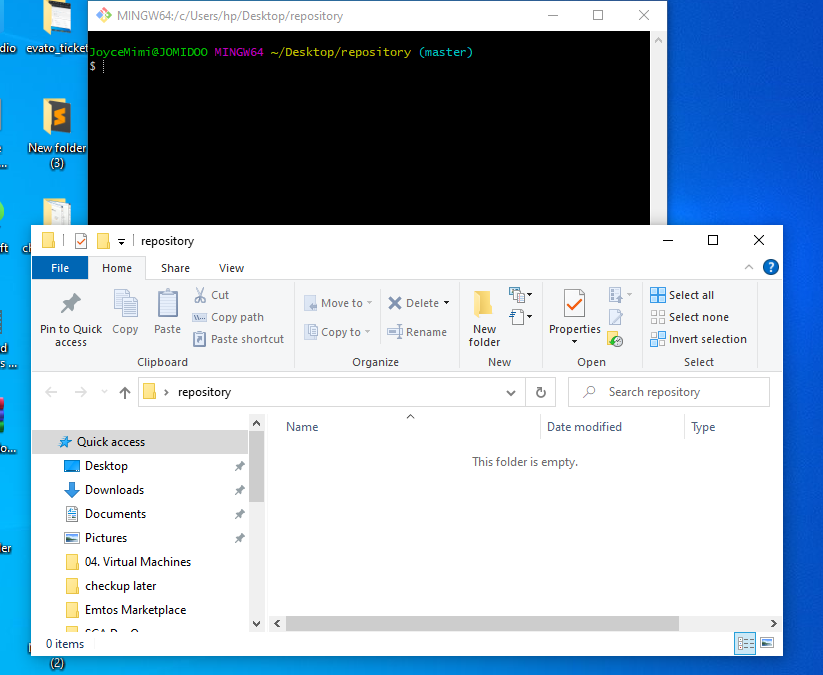 MINGW64:/c/Users/hp/Desktop/repository
JoyceMimi@JOMIDOO MINGW64 ~/Desktop/repository (master)
$
dio
evato_ticket
New folder
(3)
...
ft
ch
d
s ...
o...
er
(2)
repository
File Home Share View
Pin to Quick
access
Copy
Paste
Cut
Copy path
Paste shortcut
Clipboard
Move to
Copy to
Delete
Rename
Organize
New
folder
New
Properties
Open
Select all
Select none
Invert selection
Select
repository
Search repository
Name Date modified Type
This folder is empty.
Quick access
Desktop
Downloads
Documents
Pictures
04. Virtual Machines
checkup later
Emtos Marketplace
0 items